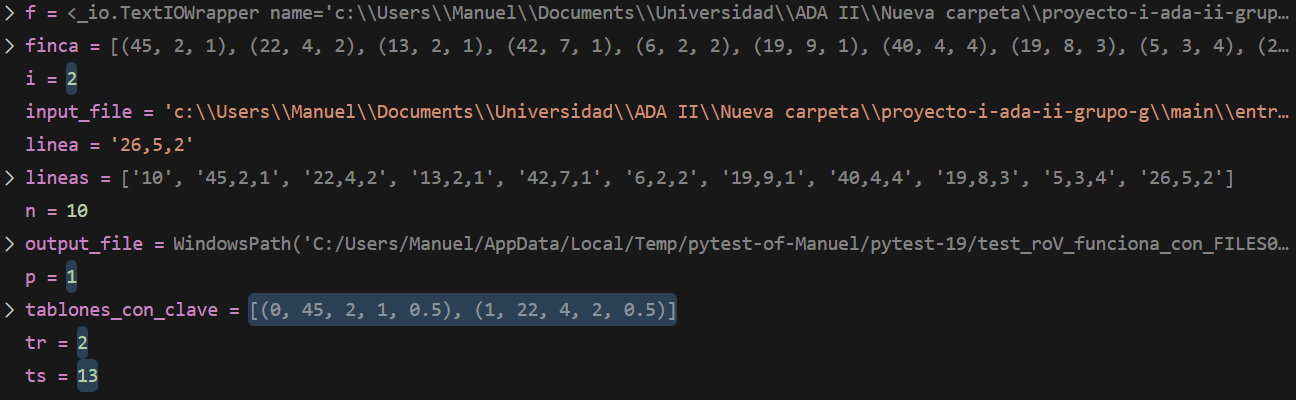 > f = <_io.TextIOWrapper name='c:\\Users\\Manuel\\Documents\\Universidad\\ADA II\\Nueva carpeta\\proyecto-i-ada-ii-grup…
> finca = [(45, 2, 1), (22, 4, 2), (13, 2, 1), (42, 7, 1), (6, 2, 2), (19, 9, 1), (40, 4, 4), (19, 8, 3), (5, 3, 4), (2…
i = 2
input_file = 'c:\\Users\\Manuel\\Documents\\Universidad\\ADA II\\Nueva carpeta\\proyecto-i-ada-ii-grupo-g\\main\\entr…
linea = '26,5,2'
> lineas = ['10', '45,2,1', '22,4,2', '13,2,1', '42,7,1', '6,2,2', '19,9,1', '40,4,4', '19,8,3', '5,3,4', '26,5,2']
n = 10
> output_file = WindowsPath('C:/Users/Manuel/AppData/Local/Temp/pytest-of-Manuel/pytest-19/test_roV_funciona_con_FILES0…
p = 1
> tablones_con_clave = [(0, 45, 2, 1, 0.5), (1, 22, 4, 2, 0.5)]
tr = 2
ts = 13